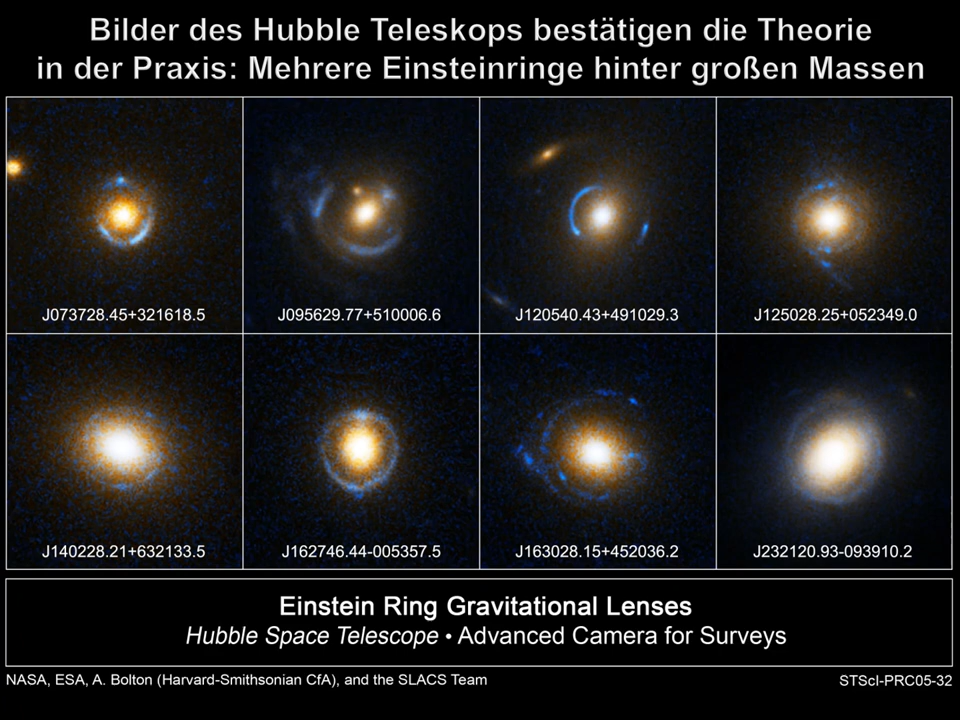 Bilder des Hubble Teleskops bestätigen die Theorie
in der Praxis: Mehrere Einsteinringe hinter großen Massen
J073728.45+321618.5
J095629.77+510006.6
J120540.43+491029.3
J125028.25+052349.0
J140228.21+632133.5
J162746.44-005357.5
J163028.15+452036.2
J232120.93-093910.2
Einstein Ring Gravitational Lenses
Hubble Space Telescope • Advanced Camera for Surveys
NASA, ESA, A. Bolton (Harvard-Smithsonian CfA), and the SLACS Team
STScI-PRC05-32